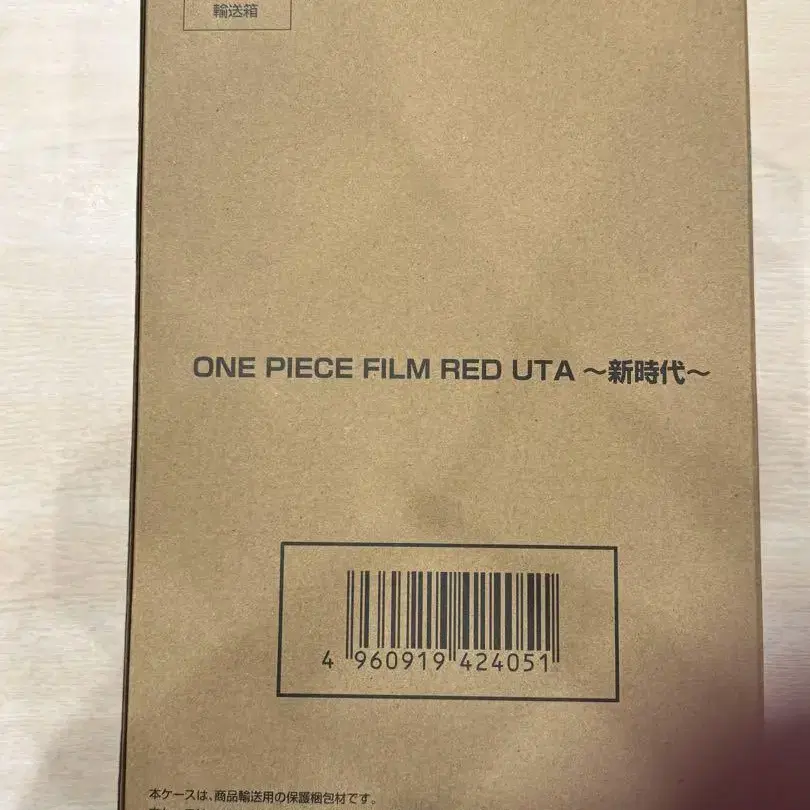 輸送箱
ONE PIECE FILM RED UTA ～新時代～
4 960919 424051
本ケースは、商品輸送用の保護梱包材です。